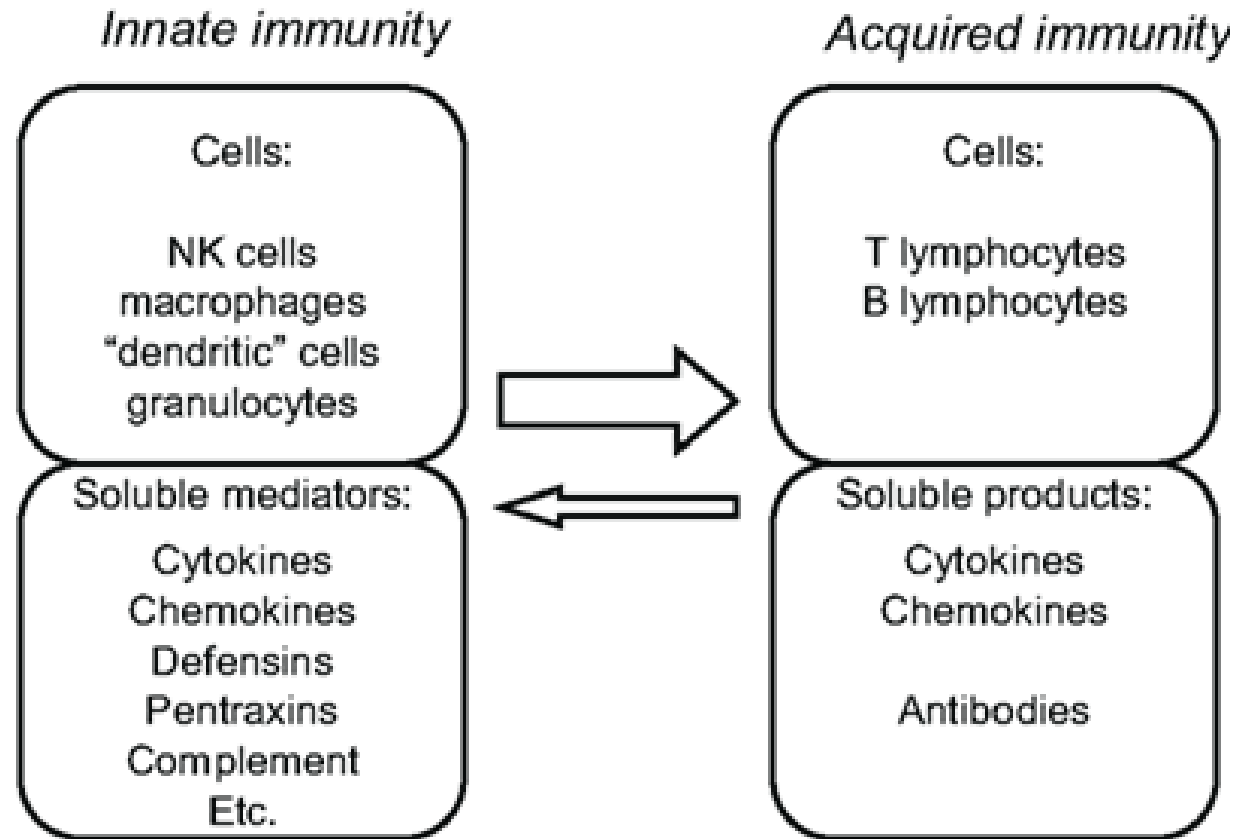 Innate immunity
Cells:
NK cells
macrophages
“dendritic” cells
granulocytes
Soluble mediators:
Cytokines
Chemokines
Defensins
Pentraxins
Complement
Etc.
Acquired immunity
Cells:
T lymphocytes
B lymphocytes
Soluble products:
Cytokines
Chemokines
Antibodies